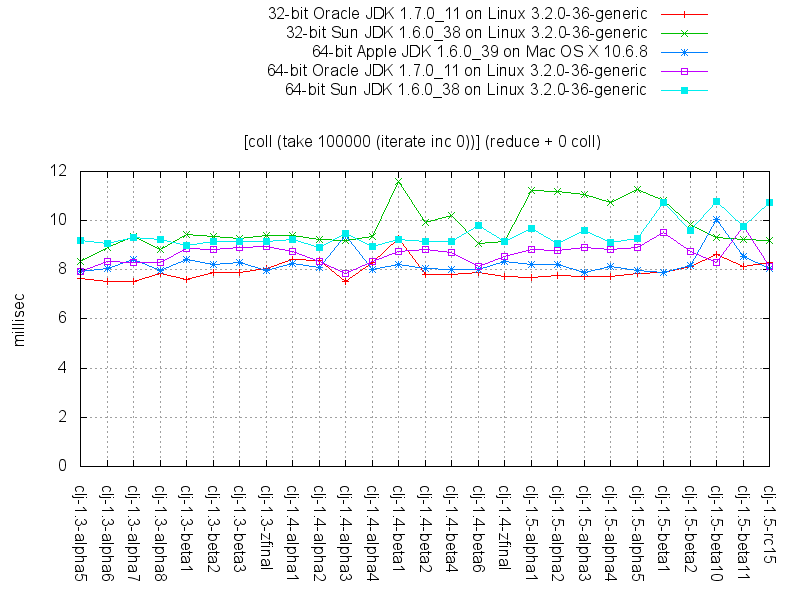 32-bit Oracle JDK 1.7.0_11 on Linux 3.2.0-36-generic
32-bit Sun JDK 1.6.0_38 on Linux 3.2.0-36-generic
64-bit Apple JDK 1.6.0_39 on Mac OS X 10.6.8
64-bit Oracle JDK 1.7.0_11 on Linux 3.2.0-36-generic
64-bit Sun JDK 1.6.0_38 on Linux 3.2.0-36-generic
[coll (take 100000 (iterate inc 0))] (reduce + 0 coll)
millisec
12
10
8
6
4
2
0
clj-1.3-alpha5
clj-1.3-alpha6
clj-1.3-alpha7
clj-1.3-alpha8
clj-1.3-beta1
clj-1.3-beta2
clj-1.3-beta3
clj-1.3-zfinal
clj-1.4-alpha1
clj-1.4-alpha2
clj-1.4-alpha3
clj-1.4-alpha4
clj-1.4-beta1
clj-1.4-beta2
clj-1.4-beta4
clj-1.4-beta6
clj-1.4-zfinal
clj-1.5-alpha1
clj-1.5-alpha2
clj-1.5-alpha3
clj-1.5-alpha4
clj-1.5-alpha5
clj-1.5-beta1
clj-1.5-beta2
clj-1.5-beta10
clj-1.5-beta11
clj-1.5-rc15